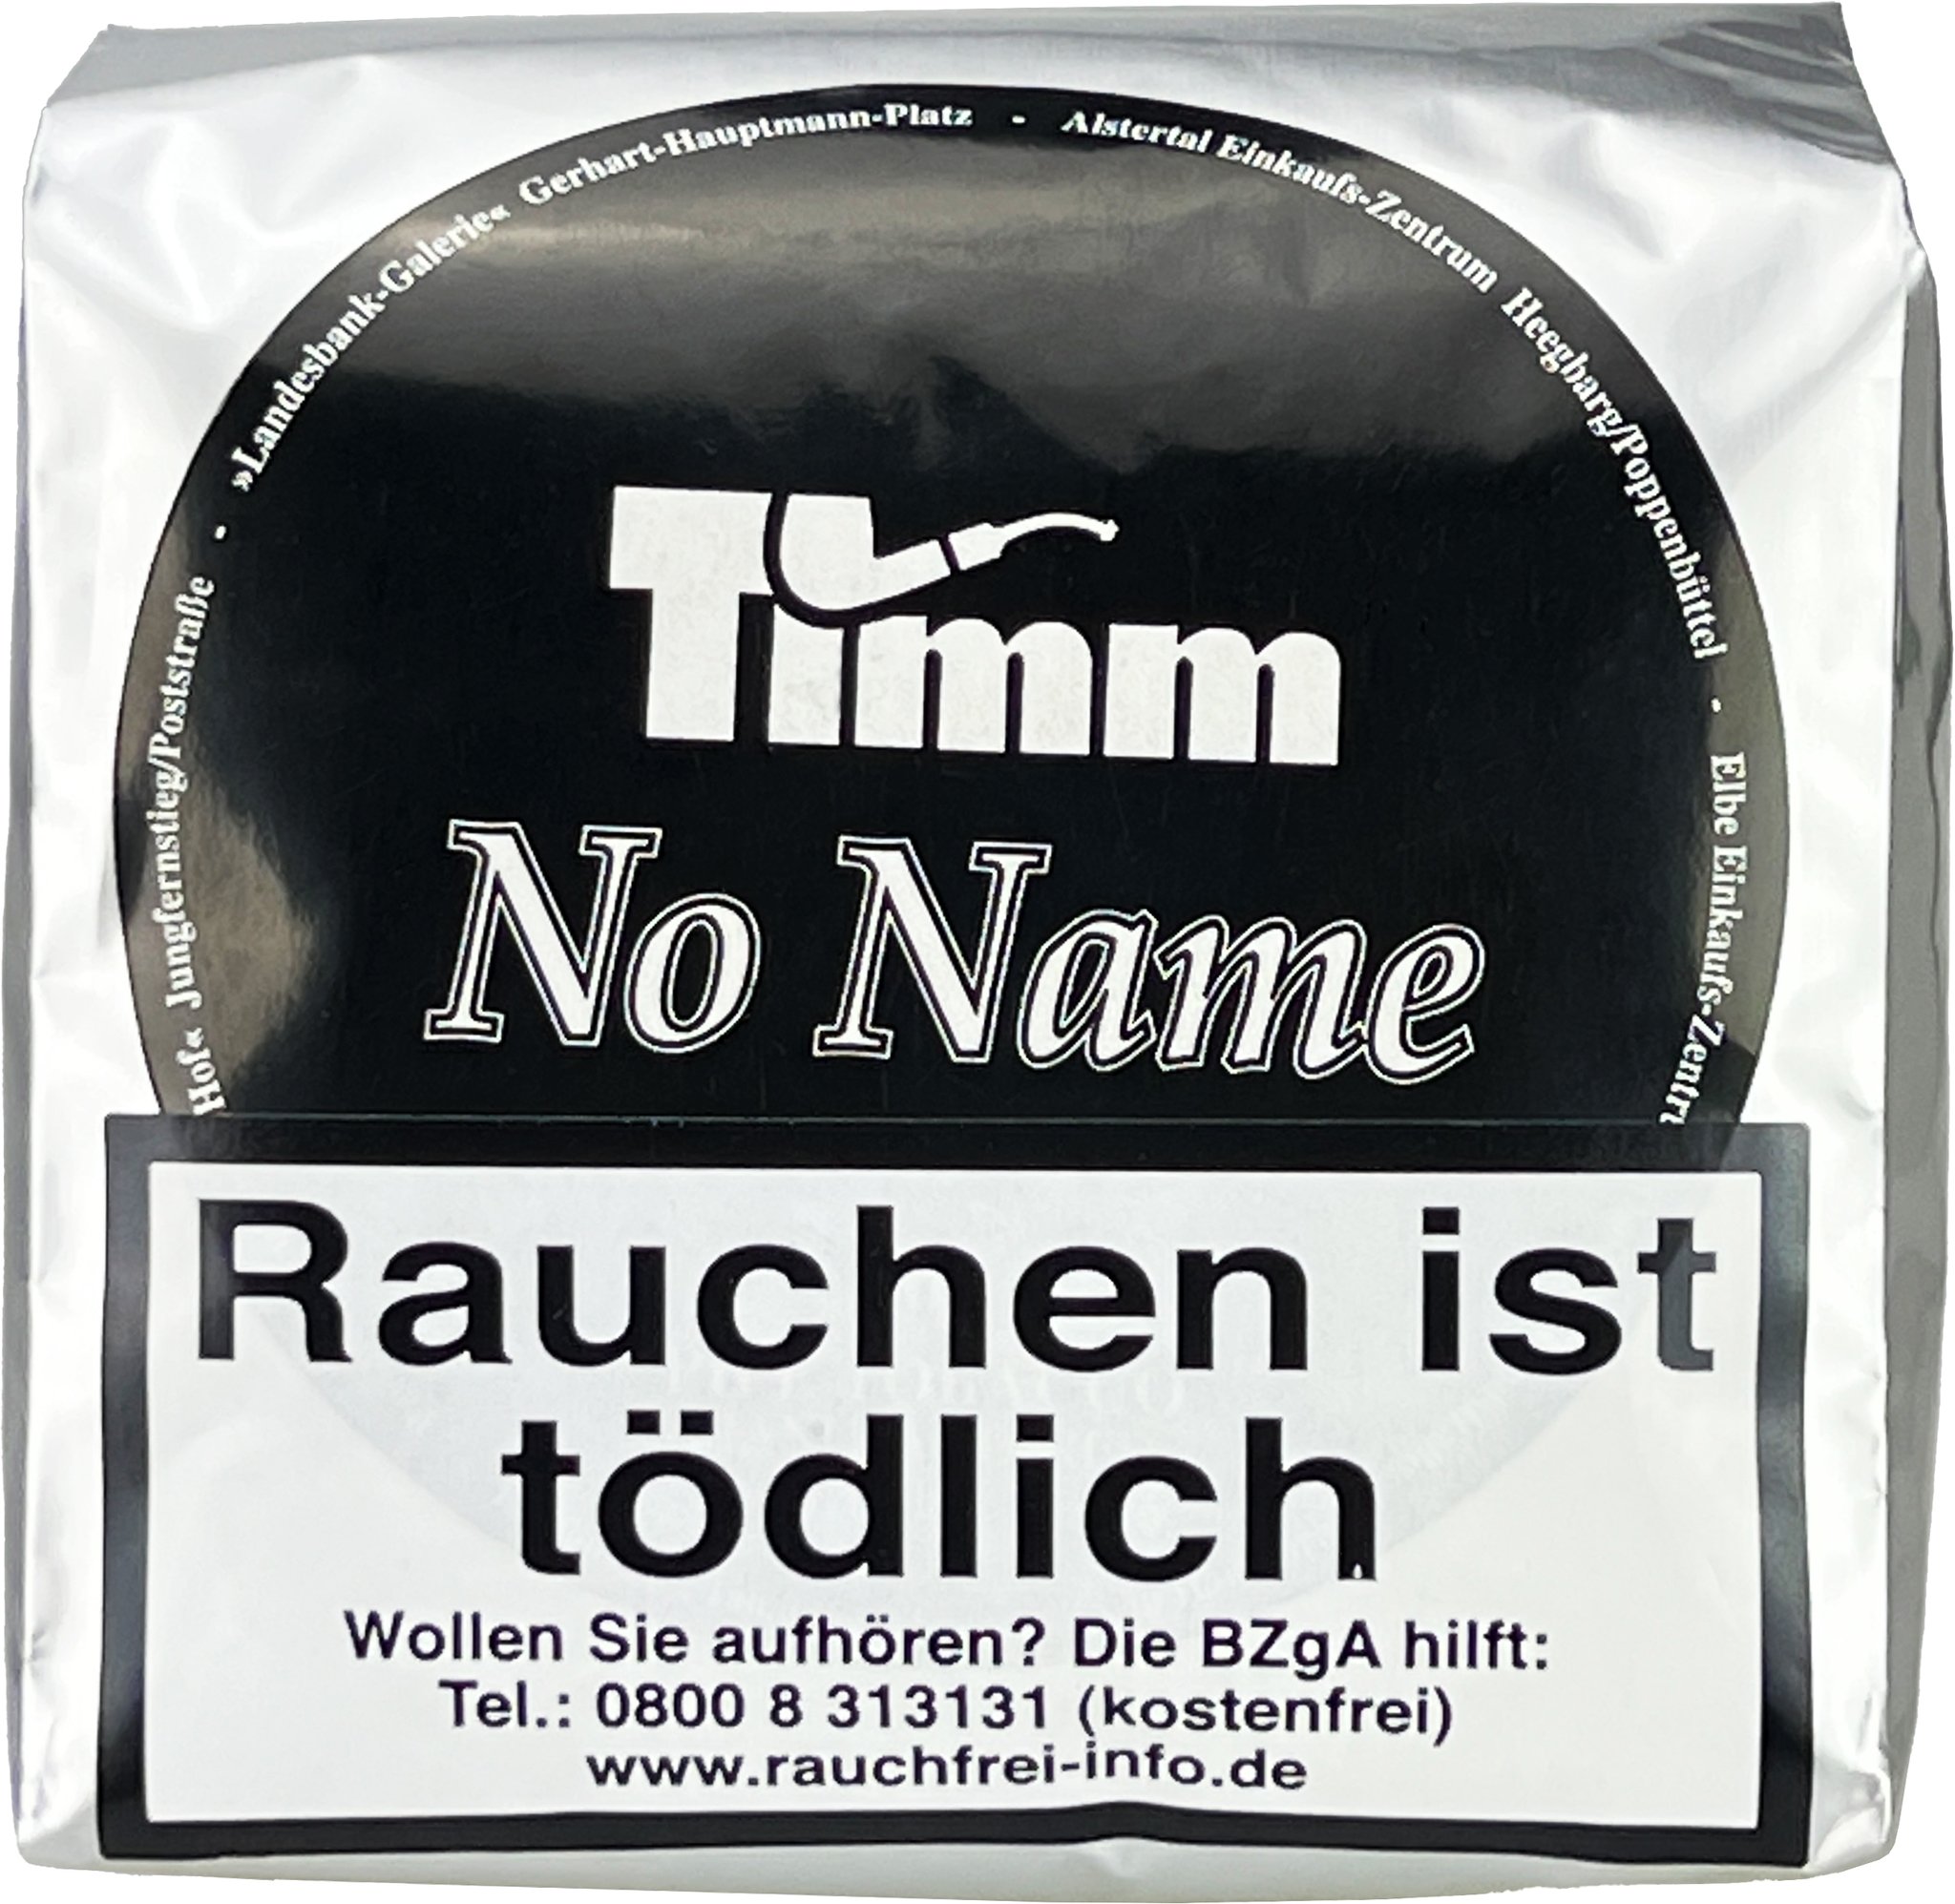 Hof« Jungfernstieg/Poststraße - »Landesbank-Galerie« Gerhart-Hauptmann-Platz - Alstertal Einkaufs-Zentrum Heegbarg/Poppenbüttel - Elbe Einkaufs-Zentr
Timm
No Name
Rauchen ist
tödlich
Wollen Sie aufhören? Die BZgA hilft:
Tel.: 0800 8 313131 (kostenfrei)
www.rauchfrei-info.de